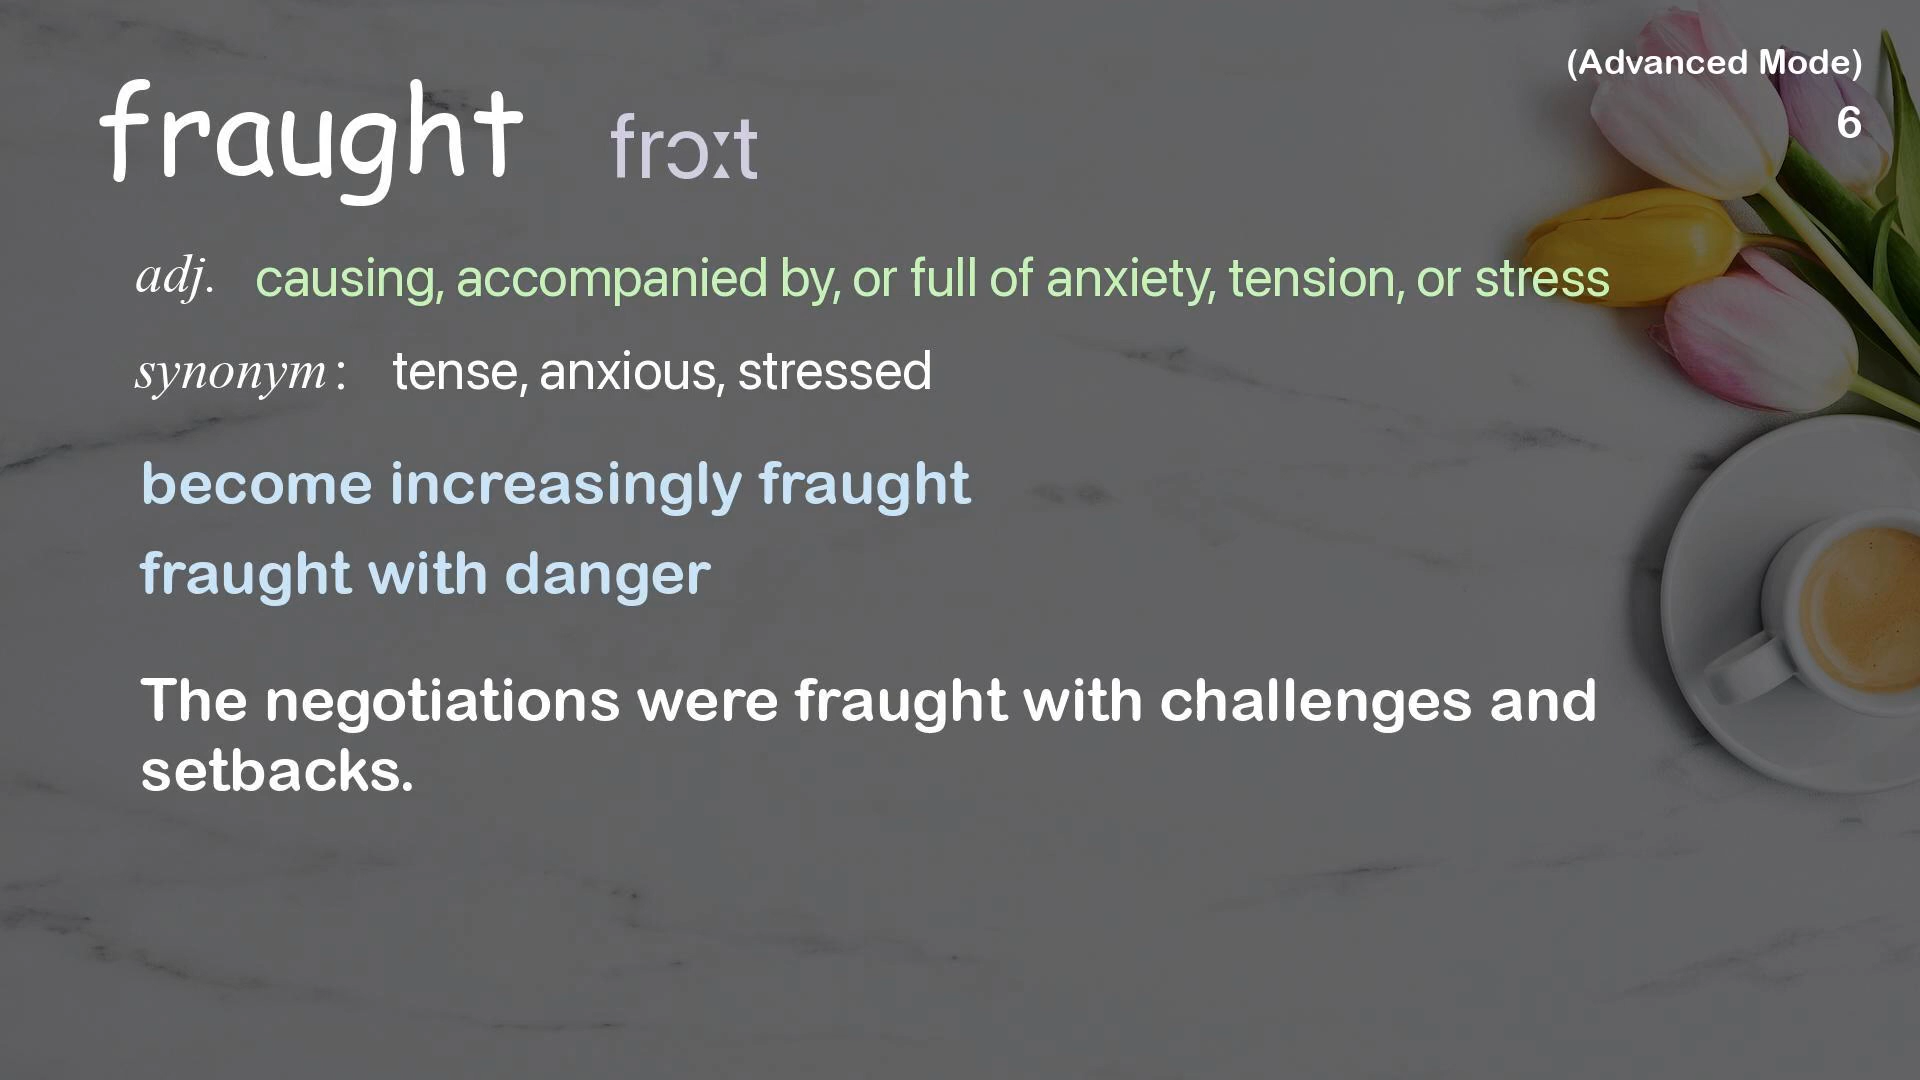 (Advanced Mode)
6
fraught frɔːt
adj. causing, accompanied by, or full of anxiety, tension, or stress
synonym : tense, anxious, stressed
become increasingly fraught
fraught with danger
The negotiations were fraught with challenges and
setbacks.